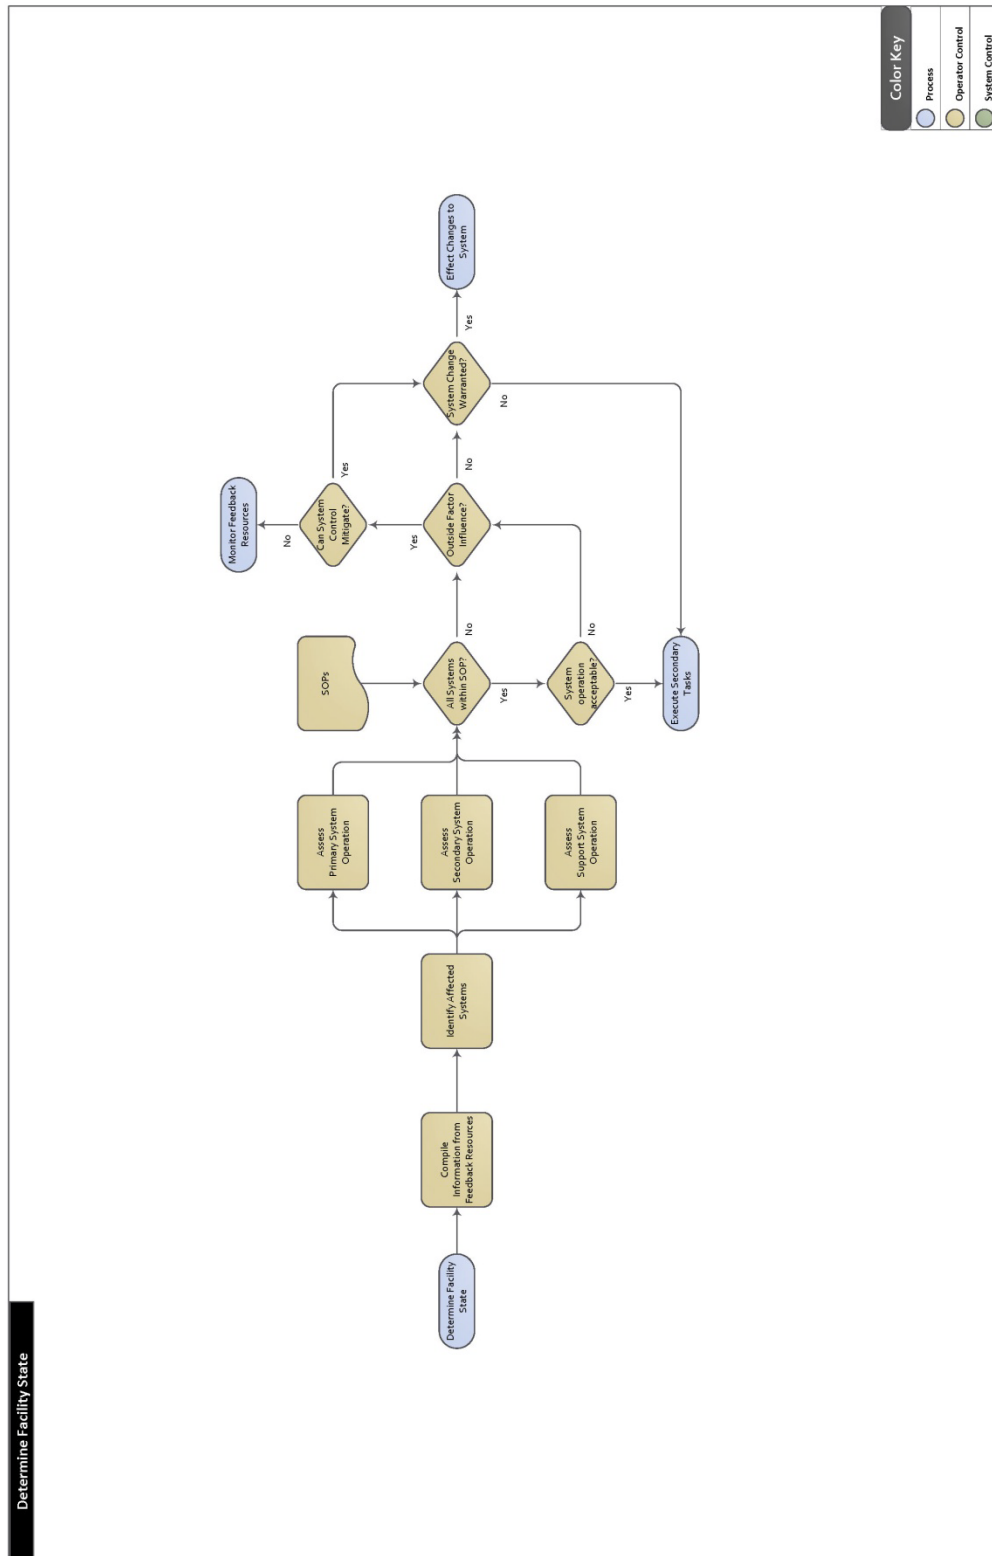 Determine Facility State
Color Key
Process
Operator Control
System Control
Determine Facility
State
Compile
Information from
Feedback Resources
Identify Affected
Systems
Assess
Primary System
Operation
Assess
Secondary System
Operation
Assess
Support System
Operation
SOPs
All Systems
within SOP?
No
Yes
System
operation
acceptable?
No
Yes
Execute Secondary
Tasks
Outside Factor
Influence?
Yes
No
Can System
Control
Mitigate?
No
Yes
Monitor Feedback
Resources
System Change
Warranted?
No
Yes
Effect Changes to
System